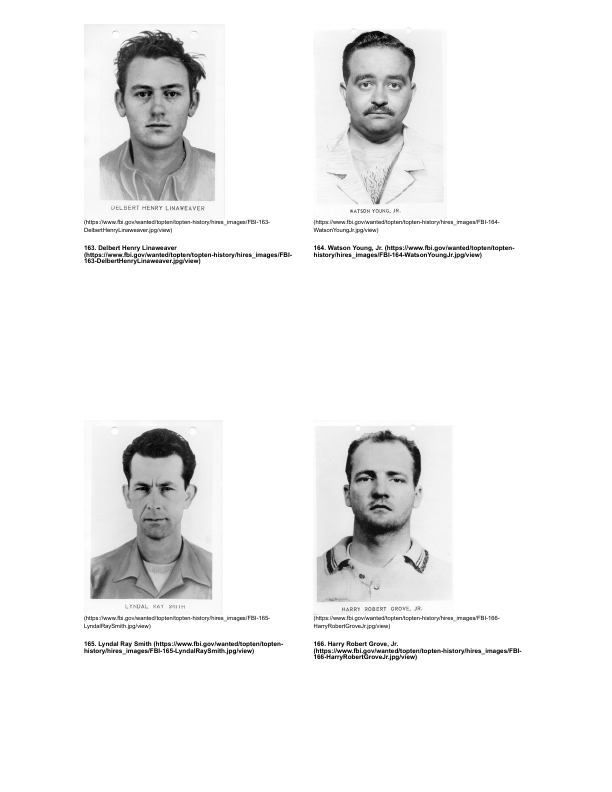 DELBERT HENRY LINAWEAVER
(https://www.fbi.gov/wanted/topten/topten-history/hires_images/FBI-163-
DelbertHenryLinaweaver.jpg/view)
163. Delbert Henry Linaweaver
(https://www.fbi.gov/wanted/topten/topten-history/hires_images/FBI-
163-DelbertHenryLinaweaver.jpg/view)
WATSON YOUNG, JR.
(https://www.fbi.gov/wanted/topten/topten-history/hires_images/FBI-164-
WatsonYoungJr.jpg/view)
164. Watson Young, Jr. (https://www.fbi.gov/wanted/topten/topten-
history/hires_images/FBI-164-WatsonYoungJr.jpg/view)
LYNDAL RAY SMITH
(https://www.fbi.gov/wanted/topten/topten-history/hires_images/FBI-165-
LyndalRaySmith.jpg/view)
165. Lyndal Ray Smith (https://www.fbi.gov/wanted/topten/topten-
history/hires_images/FBI-165-LyndalRaySmith.jpg/view)
HARRY ROBERT GROVE, JR.
(https://www.fbi.gov/wanted/topten/topten-history/hires_images/FBI-166-
HarryRobertGroveJr.jpg/view)
166. Harry Robert Grove, Jr.
(https://www.fbi.gov/wanted/topten/topten-history/hires_images/FBI-
166-HarryRobertGroveJr.jpg/view)